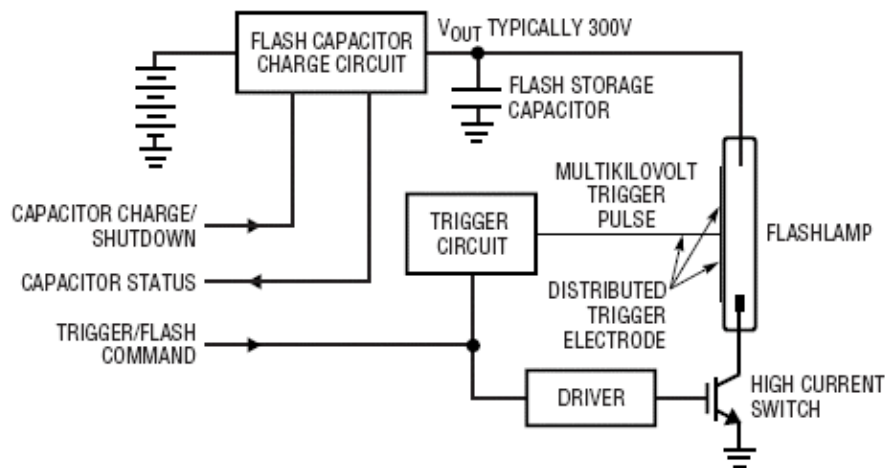 FLASH CAPACITOR
CHARGE CIRCUIT
VOUT TYPICALLY 300V
FLASH STORAGE
CAPACITOR
MULTIKILOVOLT
TRIGGER
PULSE
CAPACITOR CHARGE/
SHUTDOWN
TRIGGER
CIRCUIT
FLASHLAMP
CAPACITOR STATUS
DISTRIBUTED
TRIGGER
ELECTRODE
TRIGGER/FLASH
COMMAND
DRIVER
HIGH CURRENT
SWITCH